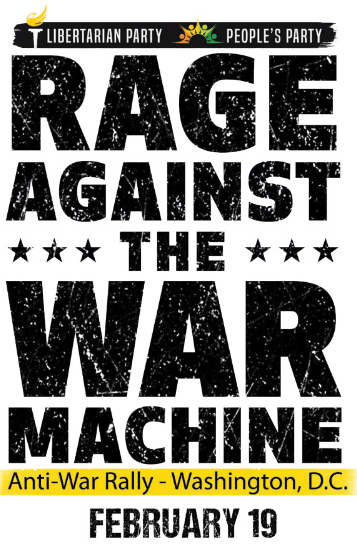 LIBERTARIAN PARTY PEOPLE'S PARTY
RAGE
AGAINST
THE
WAR
MACHINE
Anti-War Rally - Washington, D.C.
FEBRUARY 19